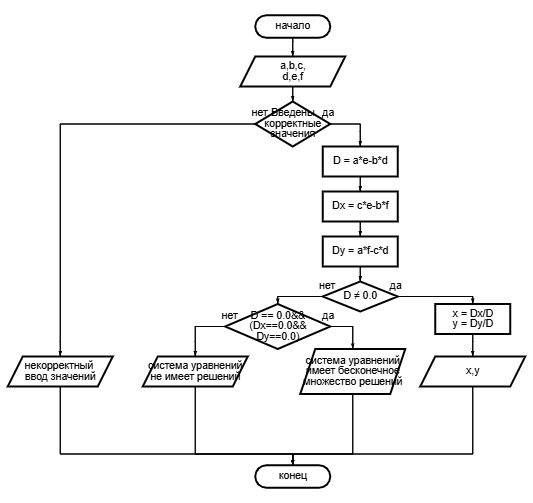 начало
a,b,c,
d,e,f
нет
Введены
корректные
значения
да
D = a*e-b*d
Dx = c*e-b*f
Dy = a*f-c*d
нет
D ≠ 0.0
да
нет
D == 0.0&&
(Dx==0.0&&
Dy==0.0)
да
x = Dx/D
y = Dy/D
некорректный
ввод значений
система уравнений
не имеет решений
система уравнений
имеет бесконечное
множество решений
x,y
конец